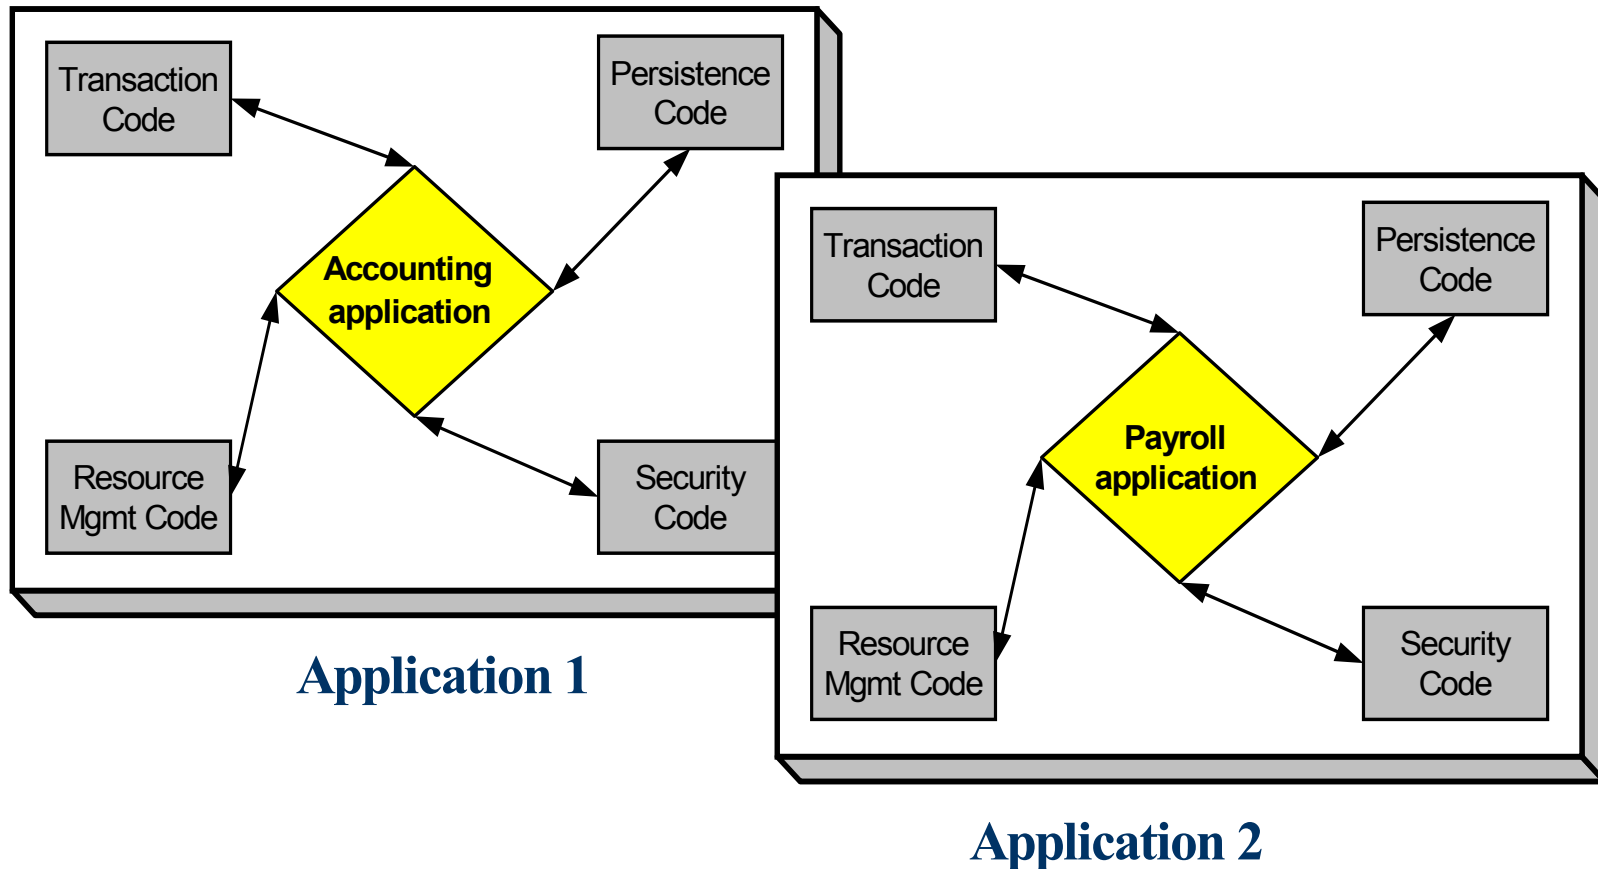 Transaction
Code
Persistence
Code
Accounting
application
Resource
Mgmt Code
Security
Code
Application 1
Transaction
Code
Persistence
Code
Payroll
application
Resource
Mgmt Code
Security
Code
Application 2